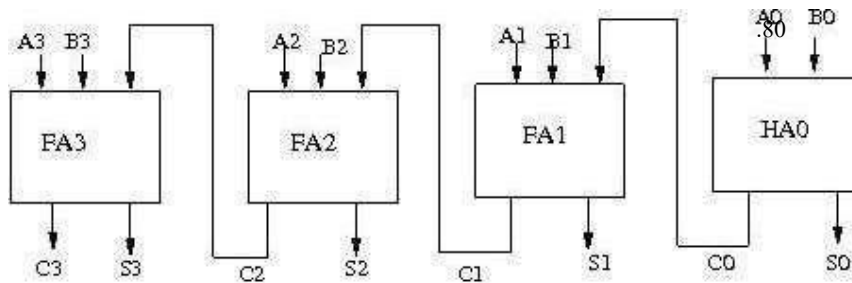 A3 B3 A2 B2 A1 B1 A0 B0
.80
FA3 FA2 FA1 HA0
C3 S3 C2 S2 C1 S1 C0 S0